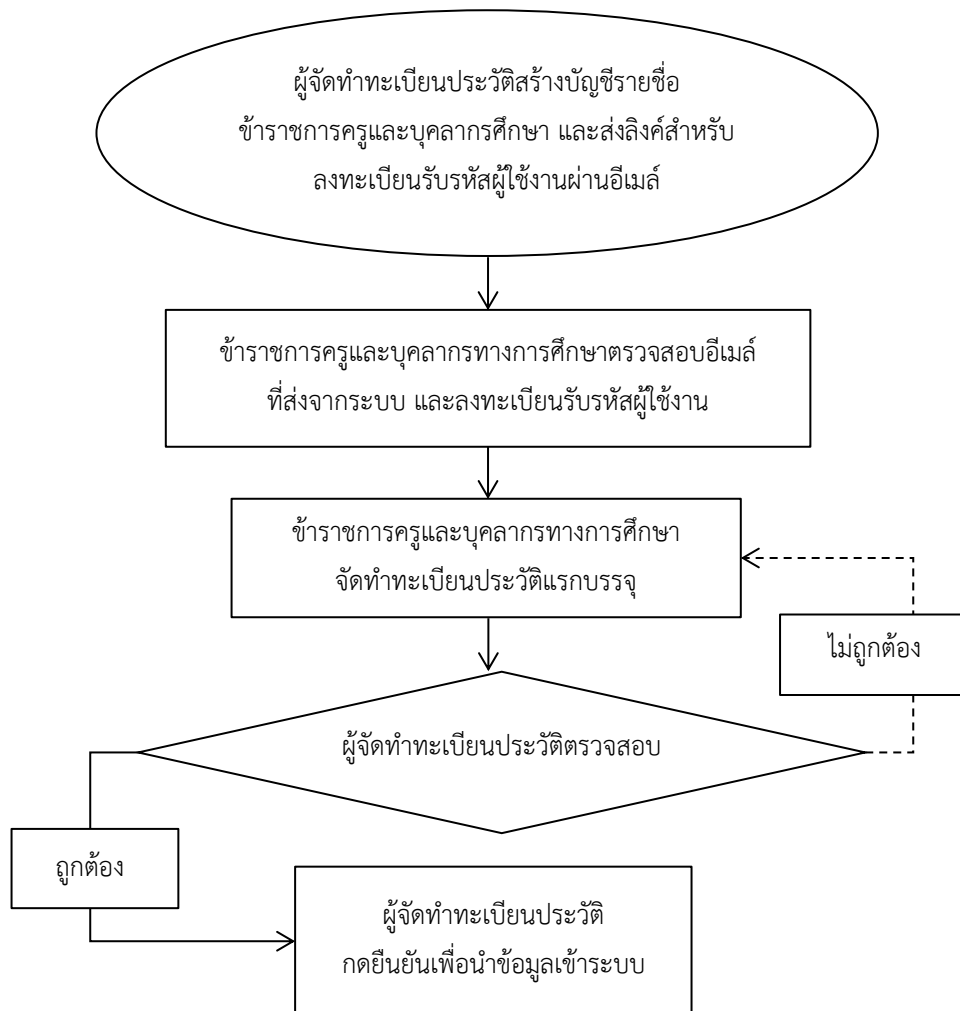 ผู้จัดทำทะเบียนประวัติสร้างบัญชีรายชื่อ
ข้าราชการครูและบุคลากรศึกษา และส่งลิงค์สำหรับ
ลงทะเบียนรับรหัสผู้ใช้งานผ่านอีเมล์
ข้าราชการครูและบุคลากรทางการศึกษาตรวจสอบอีเมล์
ที่ส่งจากระบบ และลงทะเบียนรับรหัสผู้ใช้งาน
ข้าราชการครูและบุคลากรทางการศึกษา
จัดทำทะเบียนประวัติแรกบรรจุ
ไม่ถูกต้อง
ผู้จัดทำทะเบียนประวัติตรวจสอบ
ถูกต้อง
ผู้จัดทำทะเบียนประวัติ
กดยืนยันเพื่อนำข้อมูลเข้าระบบ